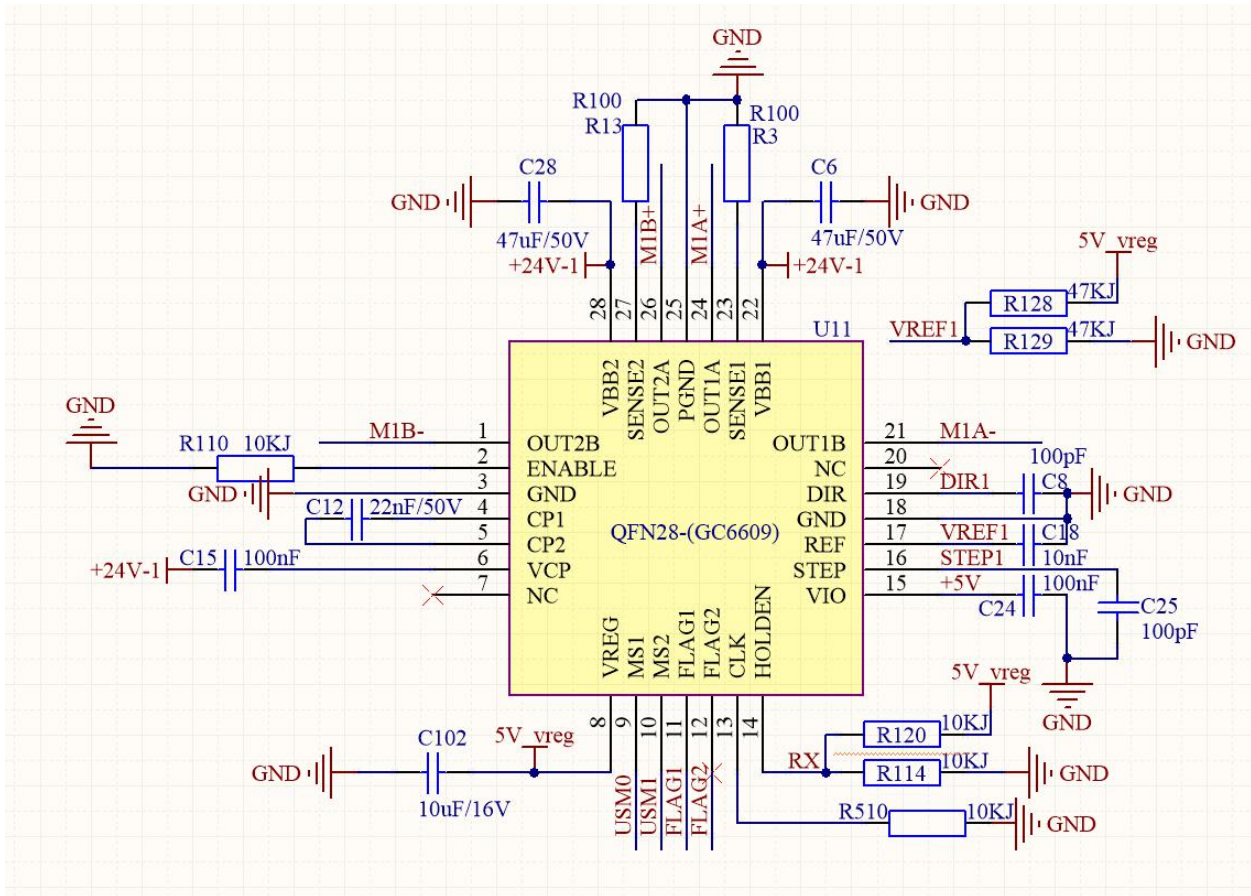 GND
R100
R13
R100
R3
C28
GND
47uF/50V
+24V-1
M1B+
M1A+
C6
GND
47uF/50V
+24V-1
5V_vreg
R128 47KJ
VREF1
R129 47KJ
GND
28 27 26 25 24 23 22
U11
VBB2
SENSE2
OUT2A
PGND
OUT1A
SENSE1
VBB1
GND
R110 10KJ
M1B- 1 OUT2B
2 ENABLE
GND 3 GND
C12 22nF/50V 4 CP1
5 CP2
+24V-1 C15 100nF 6 VCP
7 NC
QFN28-(GC6609)
OUT1B 21 M1A-
NC 20
100pF
DIR 19 DIR1 C8
GND
GND 18
REF 17 VREF1 C18
10nF
STEP 16 STEP1
VIO 15 +5V 100nF
C24
C25
100pF
GND
VREG
MS1
MS2
FLAG1
FLAG2
CLK
HOLDEN
8 9 10 11 12 13 14
GND
C102
10uF/16V
5V_vreg
USM0
USM1
FLAG1
FLAG2
5V_vreg
R120 10KJ
RX
R114 10KJ
GND
R510 10KJ
GND